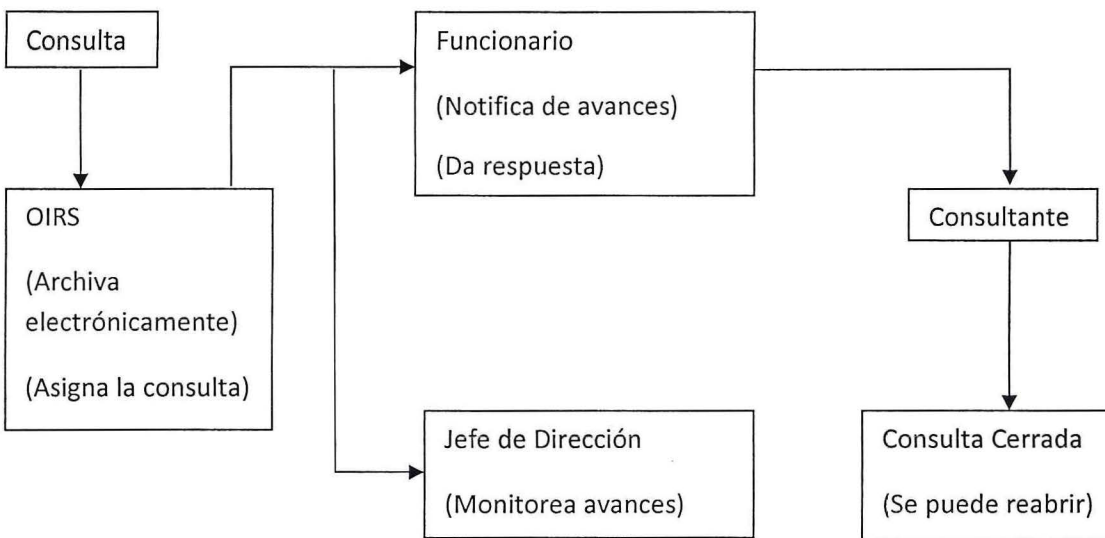 Consulta
OIRS
(Archiva
electrónicamente)
(Asigna la consulta)
Funcionario
(Notifica de avances)
(Da respuesta)
Jefe de Dirección
(Monitorea avances)
Consultante
Consulta Cerrada
(Se puede reabrir)